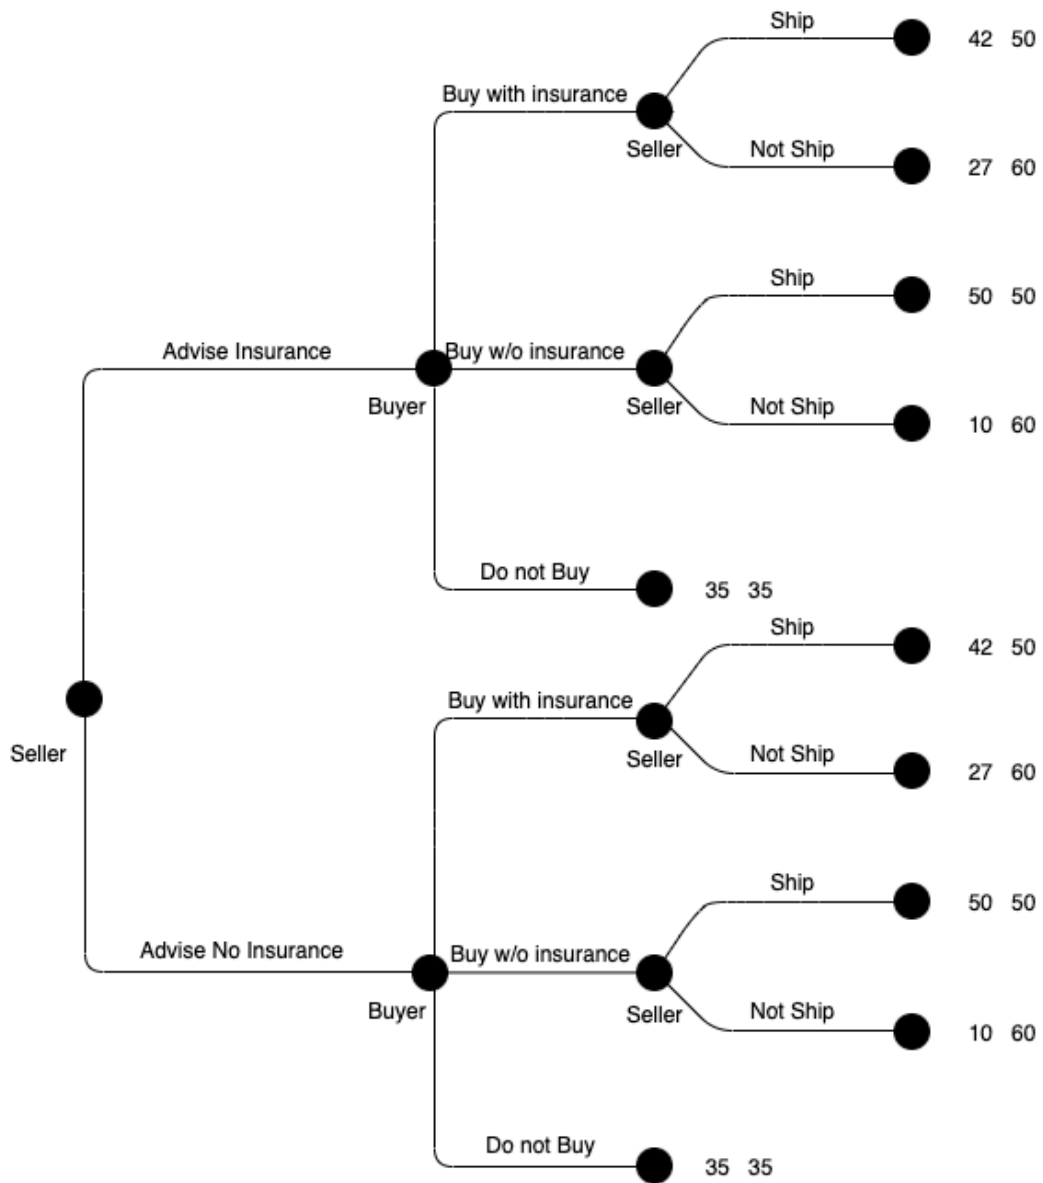 Ship
42 50
Buy with insurance
Seller
Not Ship
27 60
Ship
50 50
Advise Insurance
Buy w/o insurance
Buyer
Seller
Not Ship
10 60
Do not Buy
35 35
Ship
42 50
Buy with insurance
Seller
Seller
Not Ship
27 60
Ship
50 50
Advise No Insurance
Buy w/o insurance
Buyer
Seller
Not Ship
10 60
Do not Buy
35 35